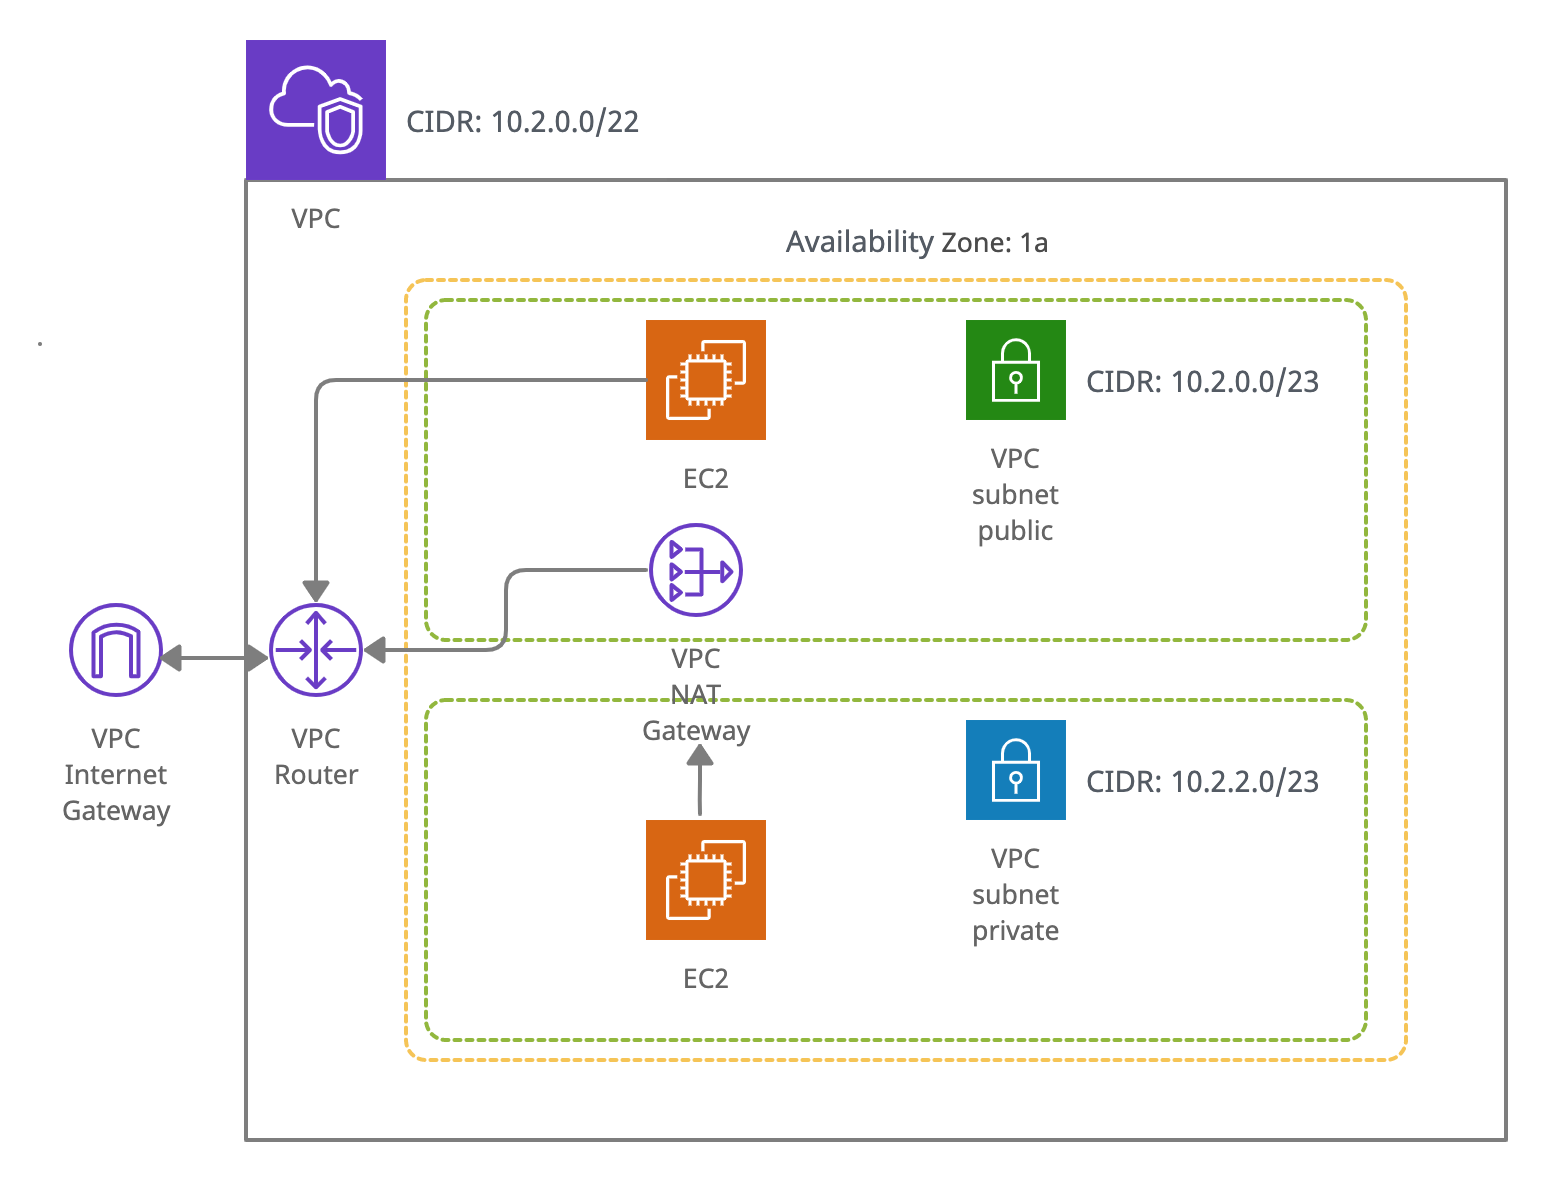 CIDR: 10.2.0.0/22
VPC
Availability Zone: 1a
EC2
VPC
subnet
public
CIDR: 10.2.0.0/23
VPC
NAT
Gateway
VPC
Internet
Gateway
VPC
Router
EC2
VPC
subnet
private
CIDR: 10.2.2.0/23